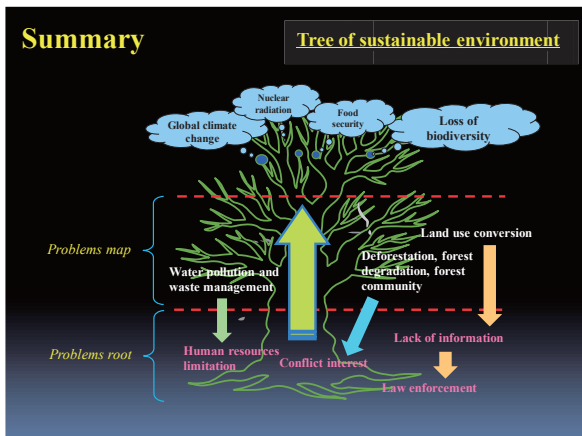 Summary
Tree of sustainable environment
Nuclear
radiation
Food
security
Global climate
change
Loss of
biodiversity
Land use conversion
Problems map
Deforestation, forest
degradation, forest
community
Water pollution and
waste management
Lack of information
Problems root
Human resources
limitation
Conflict interest
Law enforcement